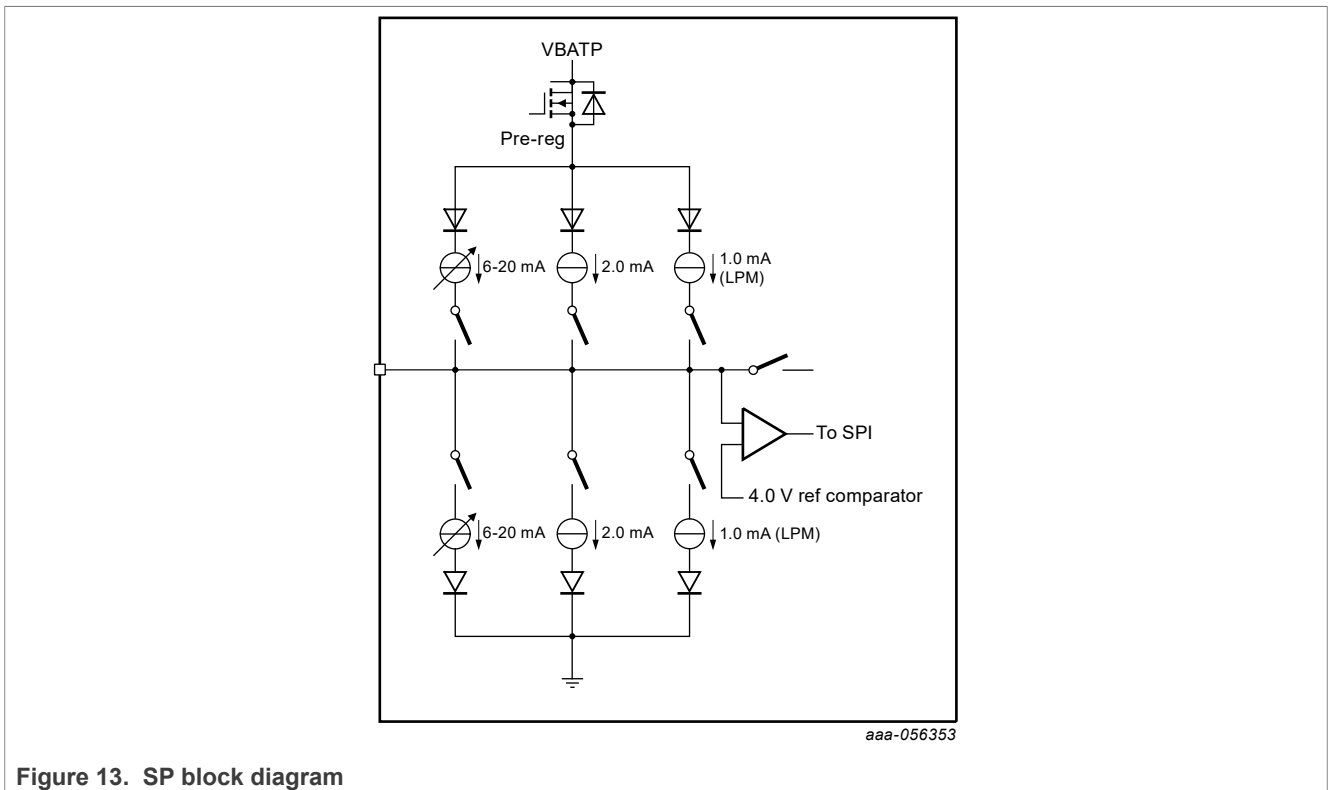 VBATP
Pre-reg
6-20 mA
2.0 mA
1.0 mA
(LPM)
To SPI
4.0 V ref comparator
6-20 mA
2.0 mA
1.0 mA (LPM)
aaa-056353
Figure 13. SP block diagram